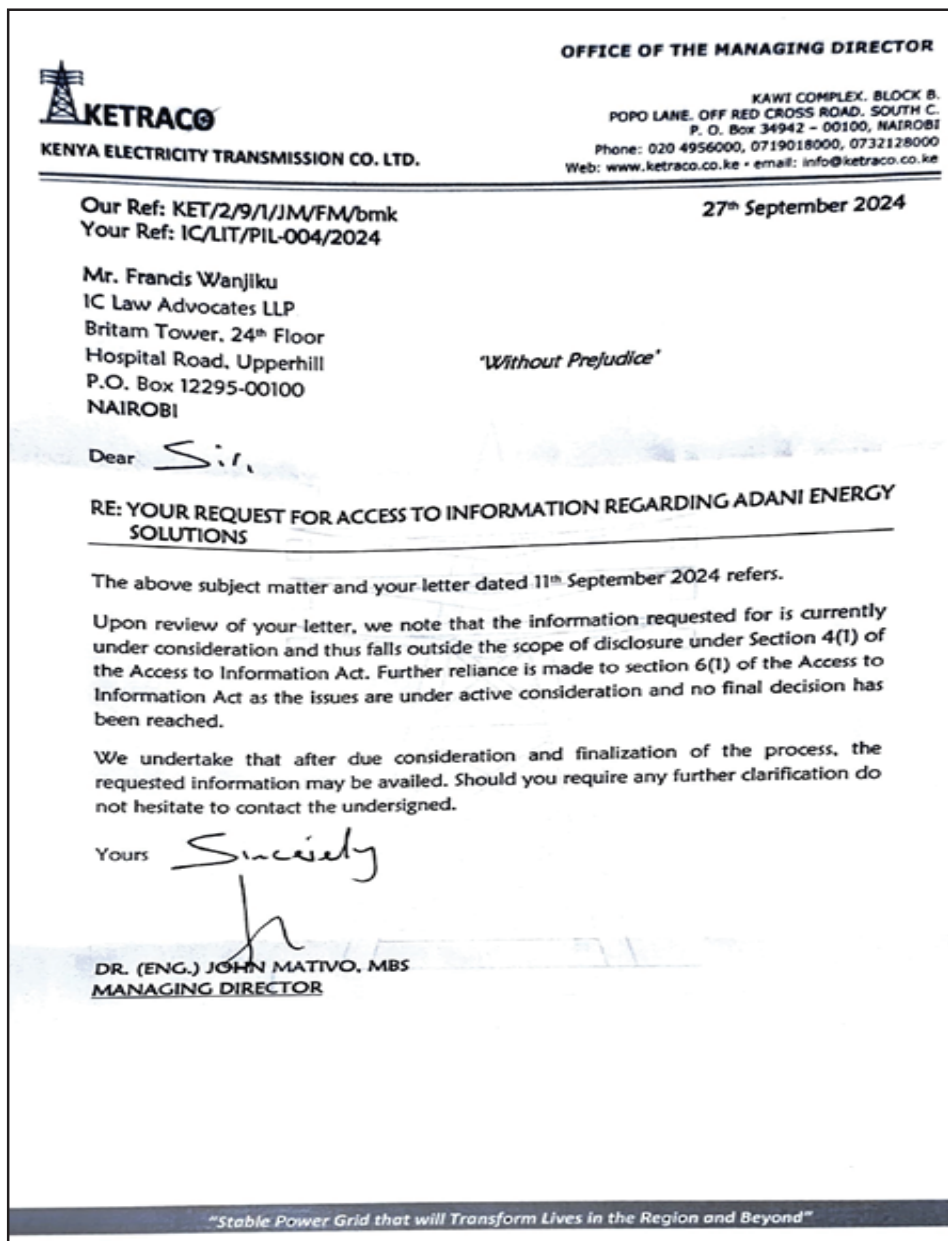 OFFICE OF THE MANAGING DIRECTOR
KETRACO
KENYA ELECTRICITY TRANSMISSION CO. LTD.
KAWI COMPLEX. BLOCK B.
POPO LANE. OFF RED CROSS ROAD. SOUTH C.
P. O. Box 34942 – 00100, NAIROBI
Phone: 020 4956000, 0719018000, 0732128000
Web: www.ketraco.co.ke • email: info@ketraco.co.ke
Our Ref: KET/2/9/1/JM/FM/bmk
Your Ref: IC/LIT/PIL-004/2024
27th September 2024
Mr. Francis Wanjiku
IC Law Advocates LLP
Britam Tower, 24th Floor
Hospital Road, Upperhill
P.O. Box 12295-00100
NAIROBI
'Without Prejudice'
Dear Sir,
RE: YOUR REQUEST FOR ACCESS TO INFORMATION REGARDING ADANI ENERGY
SOLUTIONS
The above subject matter and your letter dated 11th September 2024 refers.
Upon review of your letter, we note that the information requested for is currently
under consideration and thus falls outside the scope of disclosure under Section 4(1) of
the Access to Information Act. Further reliance is made to section 6(1) of the Access to
Information Act as the issues are under active consideration and no final decision has
been reached.
We undertake that after due consideration and finalization of the process, the
requested information may be availed. Should you require any further clarification do
not hesitate to contact the undersigned.
Yours Sincerely
DR. (ENG.) JOHN MATIVO, MBS
MANAGING DIRECTOR
"Stable Power Grid that will Transform Lives in the Region and Beyond"